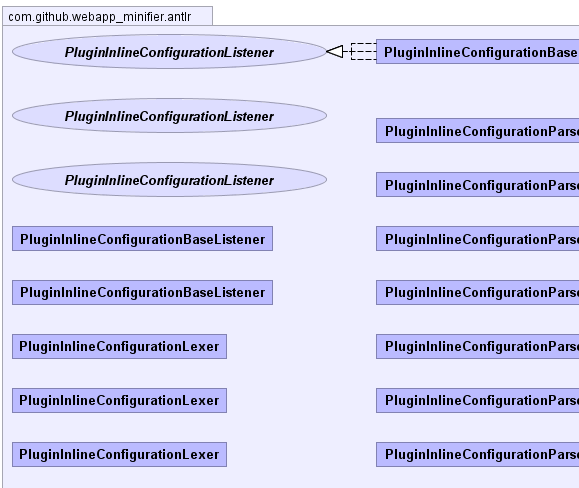 com.github.webapp_minifier.antlr
PluginInlineConfigurationListener
PluginInlineConfigurationBase
PluginInlineConfigurationListener
PluginInlineConfigurationParse
PluginInlineConfigurationListener
PluginInlineConfigurationParse
PluginInlineConfigurationBaseListener
PluginInlineConfigurationParse
PluginInlineConfigurationBaseListener
PluginInlineConfigurationParse
PluginInlineConfigurationLexer
PluginInlineConfigurationParse
PluginInlineConfigurationLexer
PluginInlineConfigurationParse
PluginInlineConfigurationLexer
PluginInlineConfigurationParse